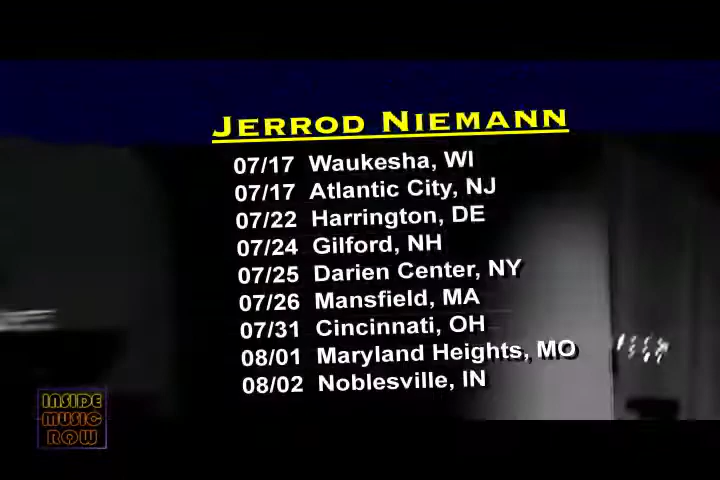 JERROD NIEMANN
07/17 Waukesha, WI
07/17 Atlantic City, NJ
07/22 Harrington, DE
07/24 Gilford, NH
07/25 Darien Center, NY
07/26 Mansfield, MA
07/31 Cincinnati, OH
08/01 Maryland Heights, MO
08/02 Noblesville, IN
INSIDE
MUSIC
ROW